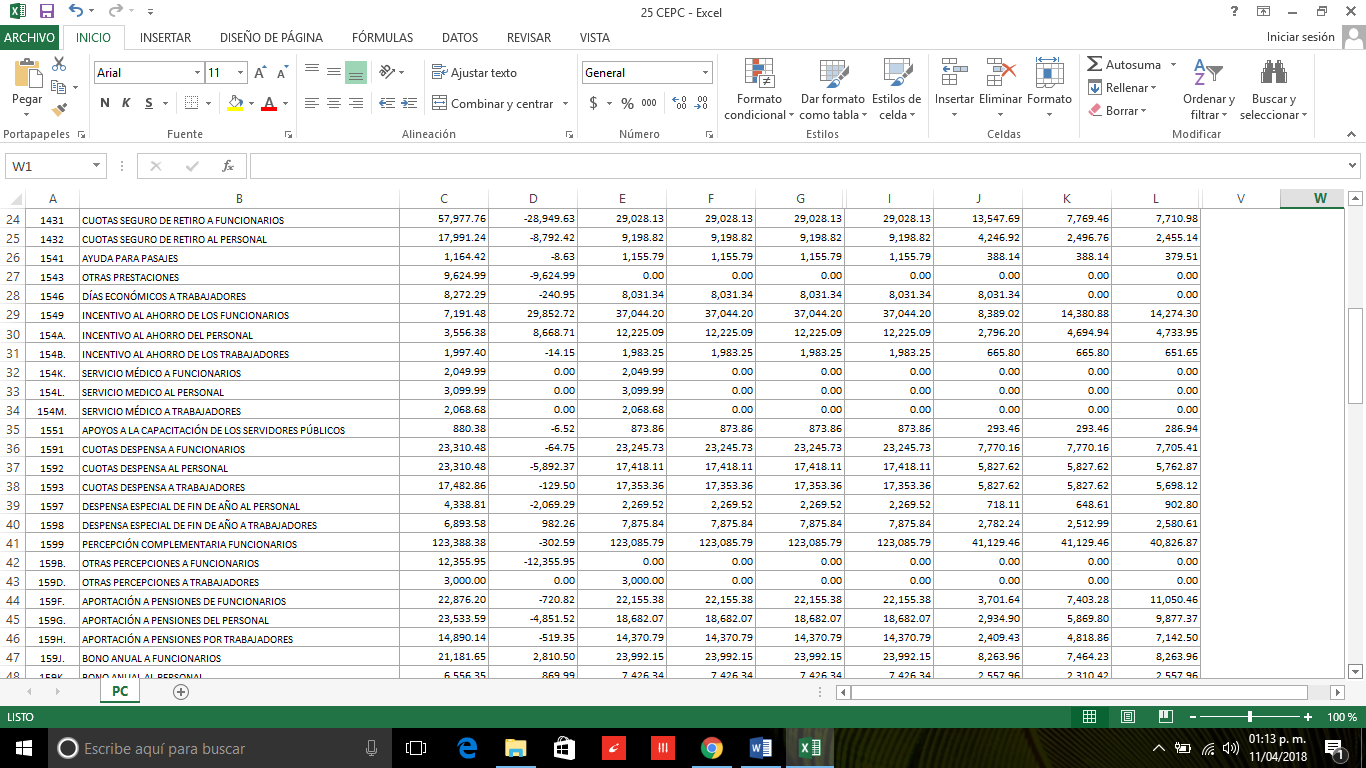 25 CEPC - Excel
?
ARCHIVO INICIO INSERTAR DISEÑO DE PÁGINA FÓRMULAS DATOS REVISAR VISTA Iniciar sesión
Pegar
Arial 11
N K S
Ajustar texto
Combinar y centrar
General
$ % 000
Formato condicional
Dar formato como tabla
Estilos de celda
Insertar Eliminar Formato
Autosuma
Rellenar
Borrar
Ordenar y filtrar
Buscar y seleccionar
Portapapeles Fuente Alineación Número Estilos Celdas Modificar
W1 fx
A B C D E F G I J K L V W
24 1431 CUOTAS SEGURO DE RETIRO A FUNCIONARIOS 57,977.76 -28,949.63 29,028.13 29,028.13 29,028.13 29,028.13 13,547.69 7,769.46 7,710.98
25 1432 CUOTAS SEGURO DE RETIRO AL PERSONAL 17,991.24 -8,792.42 9,198.82 9,198.82 9,198.82 9,198.82 4,246.92 2,496.76 2,455.14
26 1541 AYUDA PARA PASAJES 1,164.42 -8.63 1,155.79 1,155.79 1,155.79 1,155.79 388.14 388.14 379.51
27 1543 OTRAS PRESTACIONES 9,624.99 -9,624.99 0.00 0.00 0.00 0.00 0.00 0.00 0.00
28 1546 DÍAS ECONÓMICOS A TRABAJADORES 8,272.29 -240.95 8,031.34 8,031.34 8,031.34 8,031.34 8,031.34 0.00 0.00
29 1549 INCENTIVO AL AHORRO DE LOS FUNCIONARIOS 7,191.48 29,852.72 37,044.20 37,044.20 37,044.20 37,044.20 8,389.02 14,380.88 14,274.30
30 154A. INCENTIVO AL AHORRO DEL PERSONAL 3,556.38 8,668.71 12,225.09 12,225.09 12,225.09 12,225.09 2,796.20 4,694.94 4,733.95
31 154B. INCENTIVO AL AHORRO DE LOS TRABAJADORES 1,997.40 -14.15 1,983.25 1,983.25 1,983.25 1,983.25 665.80 665.80 651.65
32 154K. SERVICIO MÉDICO A FUNCIONARIOS 2,049.99 0.00 2,049.99 0.00 0.00 0.00 0.00 0.00 0.00
33 154L. SERVICIO MEDICO AL PERSONAL 3,099.99 0.00 3,099.99 0.00 0.00 0.00 0.00 0.00 0.00
34 154M. SERVICIO MÉDICO A TRABAJADORES 2,068.68 0.00 2,068.68 0.00 0.00 0.00 0.00 0.00 0.00
35 1551 APOYOS A LA CAPACITACIÓN DE LOS SERVIDORES PÚBLICOS 880.38 -6.52 873.86 873.86 873.86 873.86 293.46 293.46 286.94
36 1591 CUOTAS DESPENSA A FUNCIONARIOS 23,310.48 -64.75 23,245.73 23,245.73 23,245.73 23,245.73 7,770.16 7,770.16 7,705.41
37 1592 CUOTAS DESPENSA AL PERSONAL 23,310.48 -5,892.37 17,418.11 17,418.11 17,418.11 17,418.11 5,827.62 5,827.62 5,762.87
38 1593 CUOTAS DESPENSA A TRABAJADORES 17,482.86 -129.50 17,353.36 17,353.36 17,353.36 17,353.36 5,827.62 5,827.62 5,698.12
39 1597 DESPENSA ESPECIAL DE FIN DE AÑO AL PERSONAL 4,338.81 -2,069.29 2,269.52 2,269.52 2,269.52 2,269.52 718.11 648.61 902.80
40 1598 DESPENSA ESPECIAL DE FIN DE AÑO A TRABAJADORES 6,893.58 982.26 7,875.84 7,875.84 7,875.84 7,875.84 2,782.24 2,512.99 2,580.61
41 1599 PERCEPCIÓN COMPLEMENTARIA FUNCIONARIOS 123,388.38 -302.59 123,085.79 123,085.79 123,085.79 123,085.79 41,129.46 41,129.46 40,826.87
42 159B. OTRAS PERCEPCIONES A FUNCIONARIOS 12,355.95 -12,355.95 0.00 0.00 0.00 0.00 0.00 0.00 0.00
43 159D. OTRAS PERCEPCIONES A TRABAJADORES 3,000.00 0.00 3,000.00 0.00 0.00 0.00 0.00 0.00 0.00
44 159F. APORTACIÓN A PENSIONES DE FUNCIONARIOS 22,876.20 -720.82 22,155.38 22,155.38 22,155.38 22,155.38 3,701.64 7,403.28 11,050.46
45 159G. APORTACIÓN A PENSIONES DEL PERSONAL 23,533.59 -4,851.52 18,682.07 18,682.07 18,682.07 18,682.07 2,934.90 5,869.80 9,877.37
46 159H. APORTACIÓN A PENSIONES POR TRABAJADORES 14,890.14 -519.35 14,370.79 14,370.79 14,370.79 14,370.79 2,409.43 4,818.86 7,142.50
47 159J. BONO ANUAL A FUNCIONARIOS 21,181.65 2,810.50 23,992.15 23,992.15 23,992.15 23,992.15 8,263.96 7,464.23 8,263.96
48 159K. BONO ANUAL AL PERSONAL 6,556.35 869.99 7,426.34 7,426.34 7,426.34 7,426.34 2,557.96 2,310.42 2,557.96
PC
LISTO 100 %
Escribe aquí para buscar
01:13 p. m.
11/04/2018
1